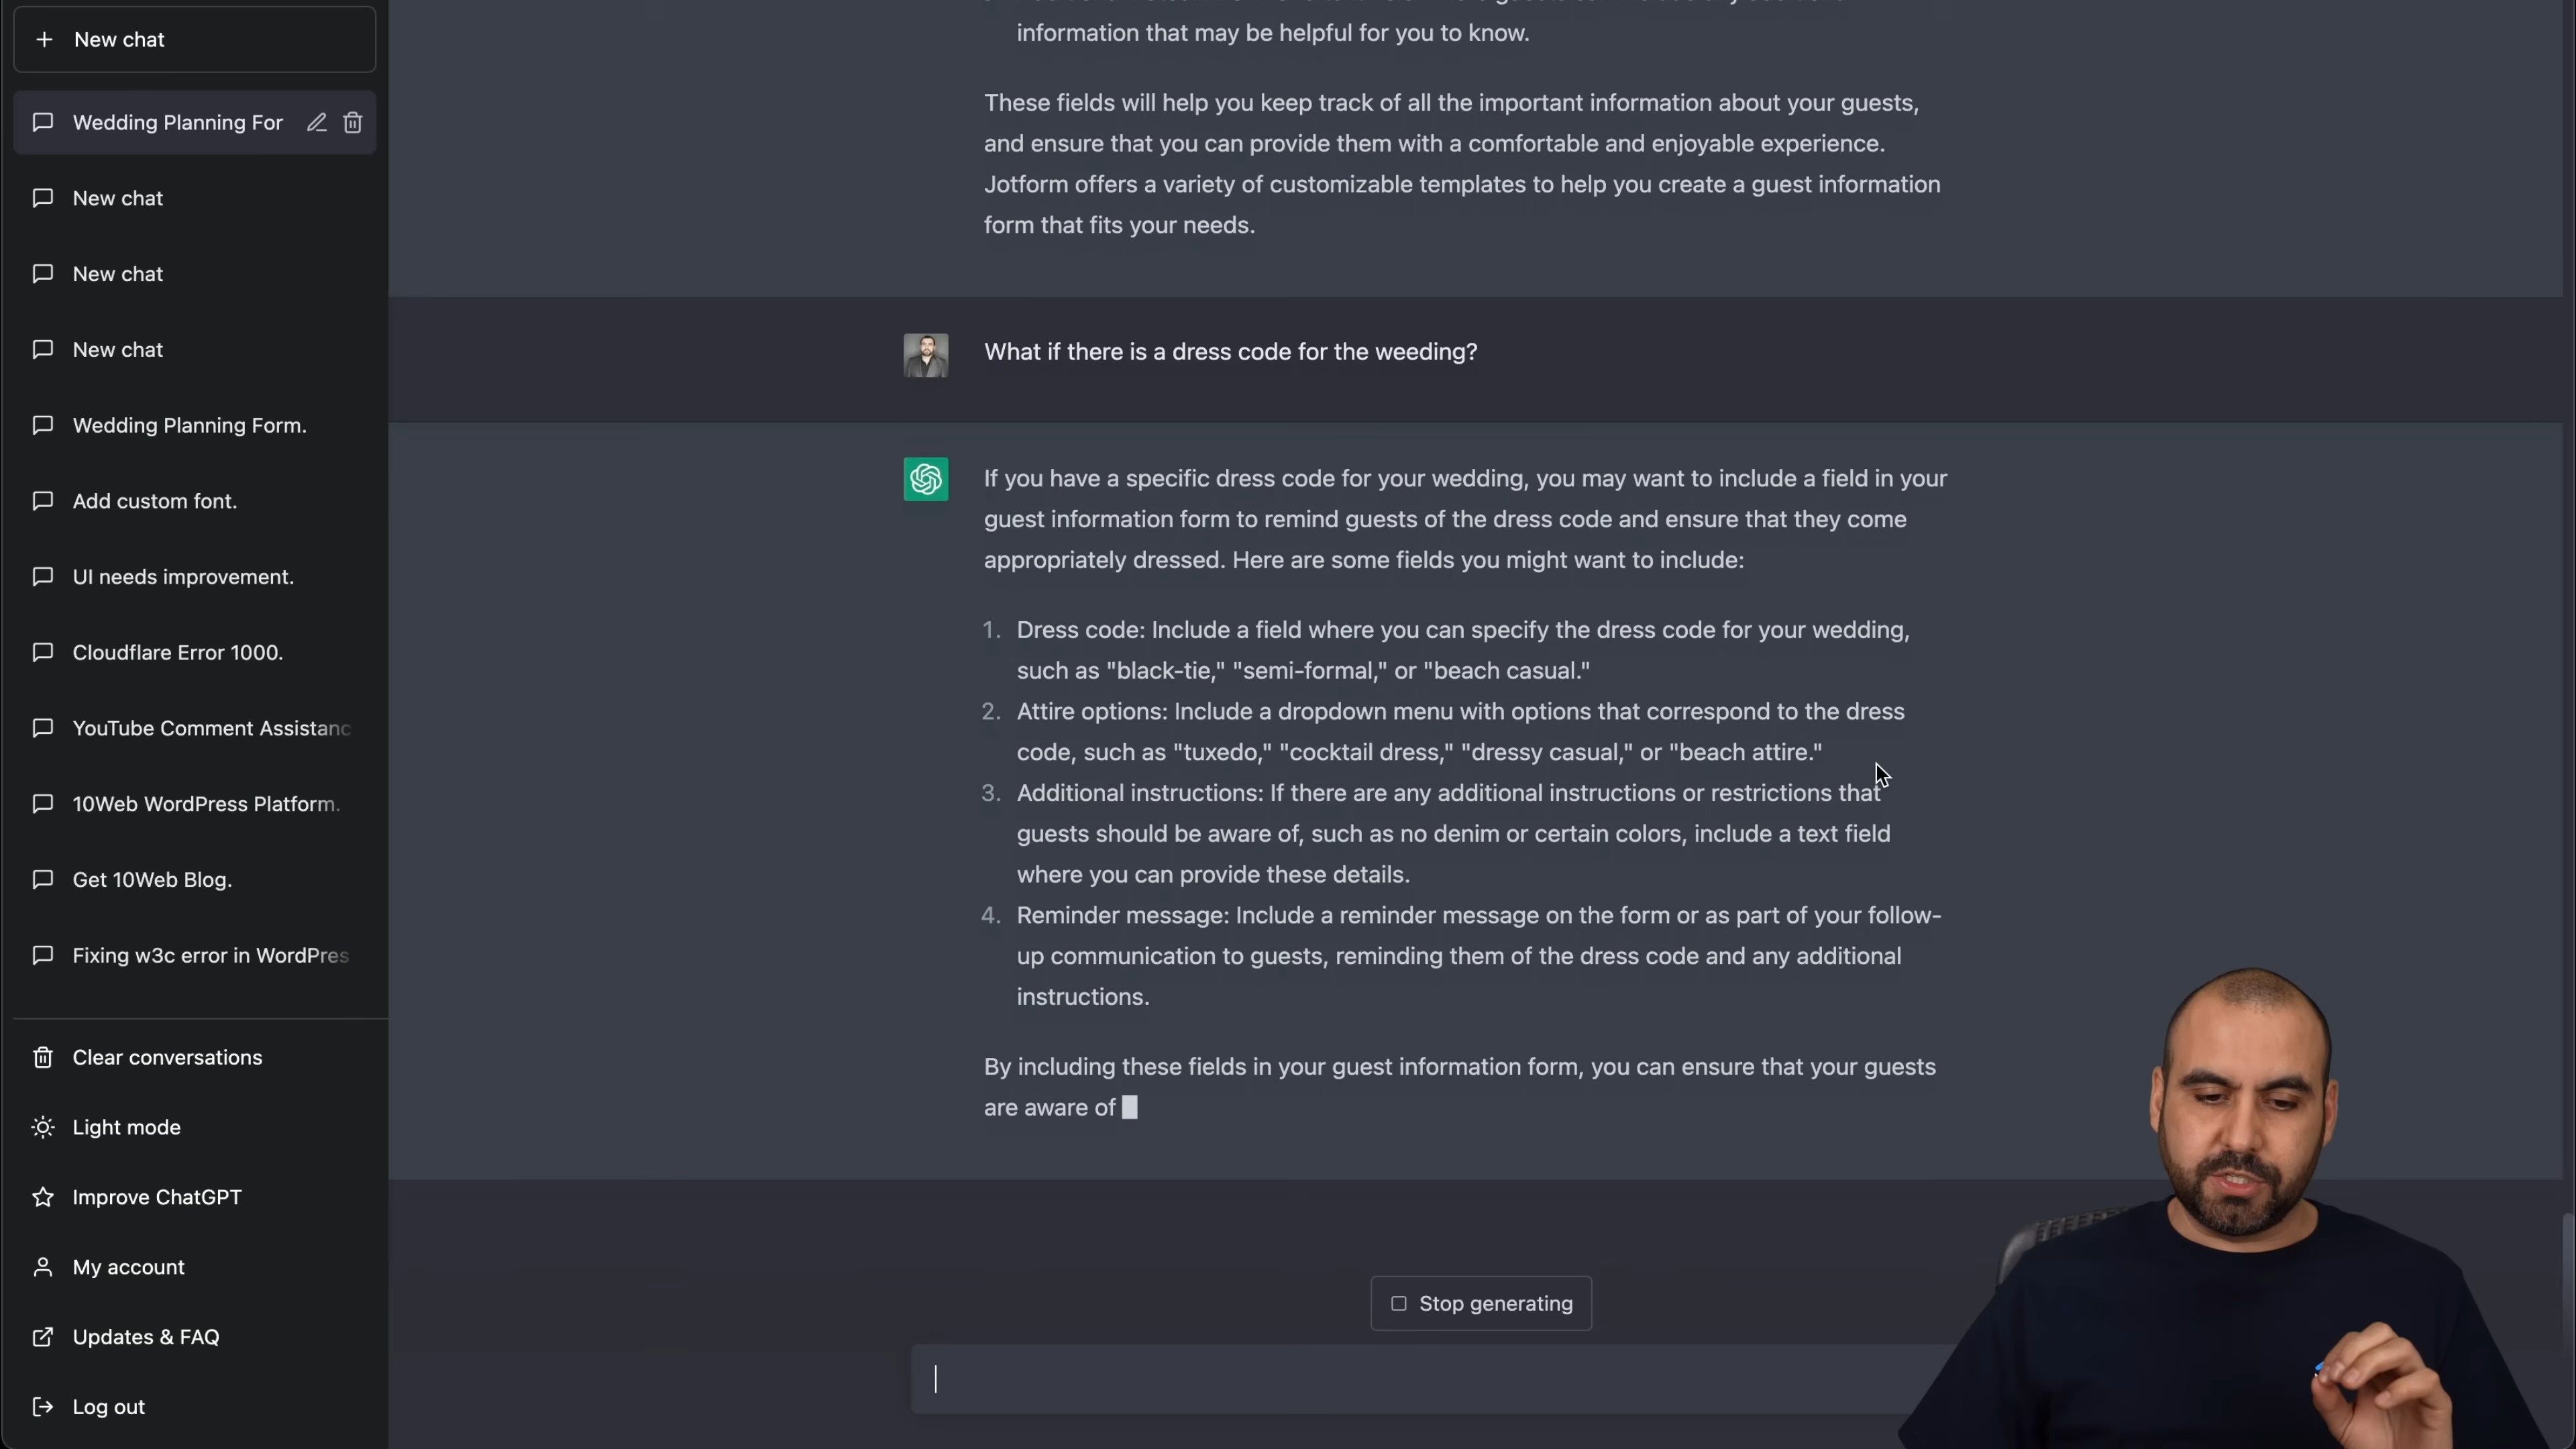 New chat
Wedding Planning For
New chat
New chat
New chat
Wedding Planning Form.
Add custom font.
UI needs improvement.
Cloudflare Error 1000.
YouTube Comment Assistanc
10Web WordPress Platform.
Get 10Web Blog.
Fixing w3c error in WordPres
Clear conversations
Light mode
Improve ChatGPT
My account
Updates & FAQ
Log out
information that may be helpful for you to know.
These fields will help you keep track of all the important information about your guests,
and ensure that you can provide them with a comfortable and enjoyable experience.
Jotform offers a variety of customizable templates to help you create a guest information
form that fits your needs.
What if there is a dress code for the weeding?
If you have a specific dress code for your wedding, you may want to include a field in your
guest information form to remind guests of the dress code and ensure that they come
appropriately dressed. Here are some fields you might want to include:
1. Dress code: Include a field where you can specify the dress code for your wedding,
such as "black-tie," "semi-formal," or "beach casual."
2. Attire options: Include a dropdown menu with options that correspond to the dress
code, such as "tuxedo," "cocktail dress," "dressy casual," or "beach attire."
3. Additional instructions: If there are any additional instructions or restrictions that
guests should be aware of, such as no denim or certain colors, include a text field
where you can provide these details.
4. Reminder message: Include a reminder message on the form or as part of your follow-
up communication to guests, reminding them of the dress code and any additional
instructions.
By including these fields in your guest information form, you can ensure that your guests
are aware of
Stop generating